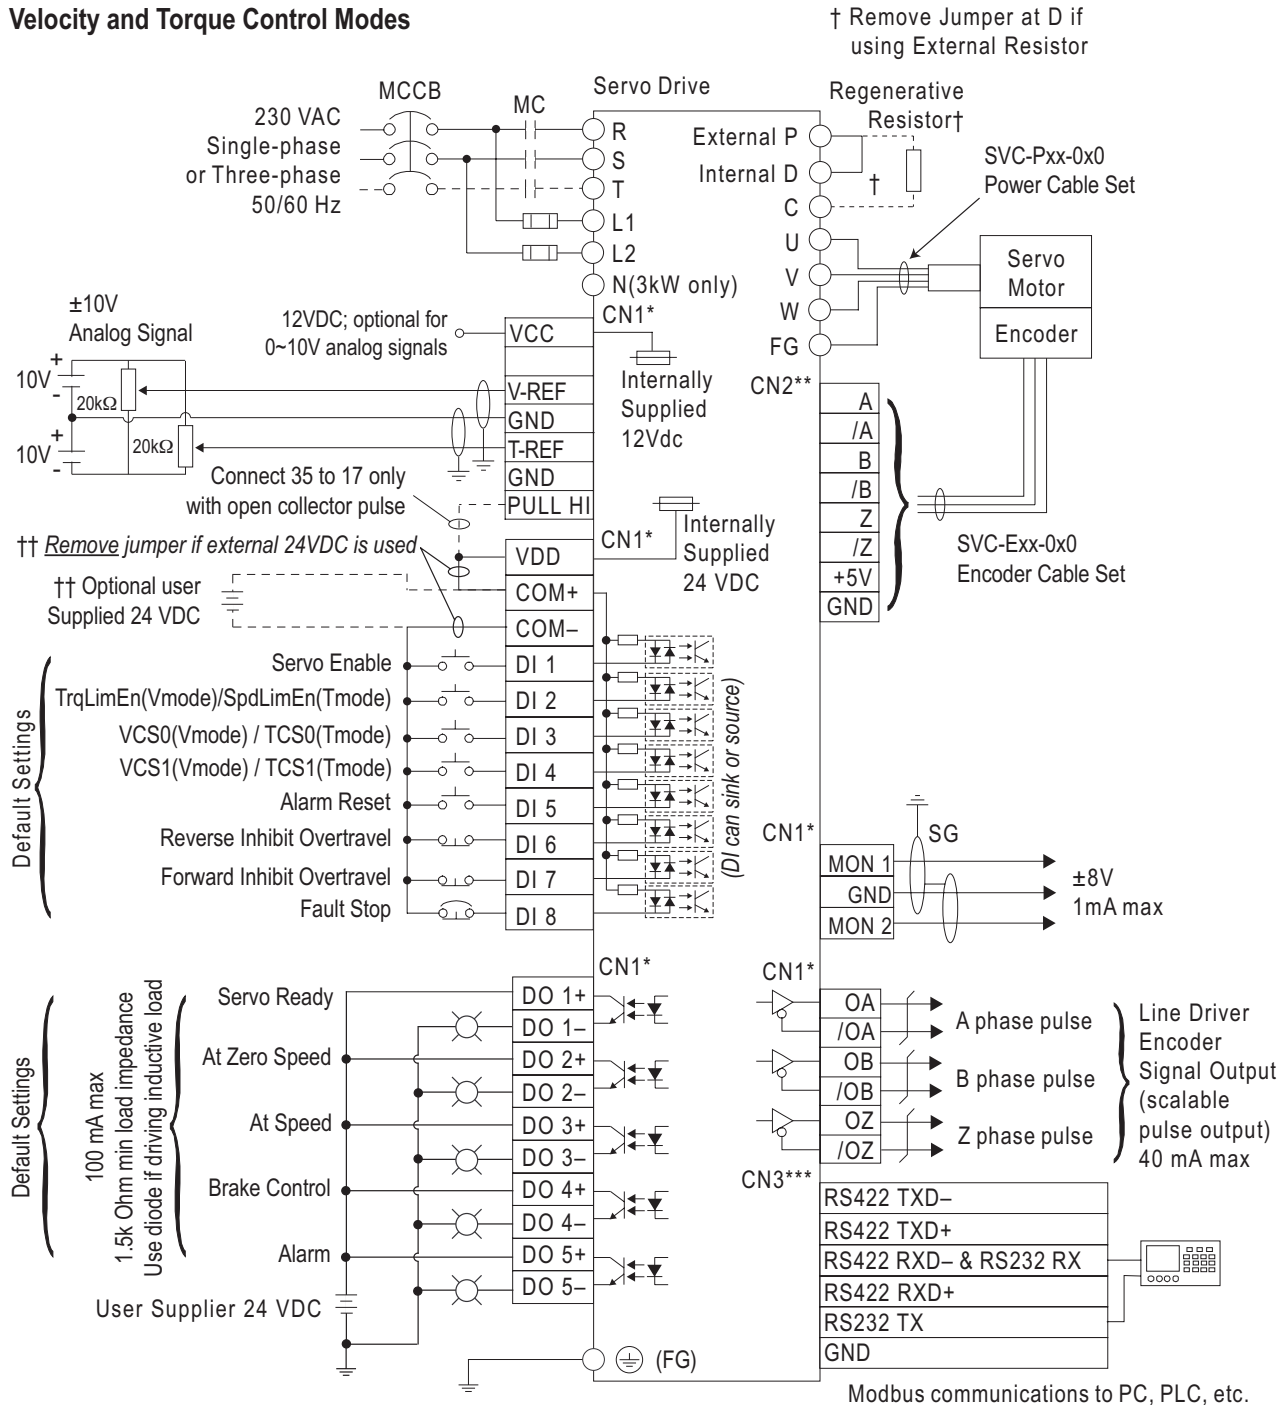 Velocity and Torque Control Modes
† Remove Jumper at D if
using External Resistor
MCCB
MC
Servo Drive
230 VAC
Single-phase
or Three-phase
50/60 Hz
R
S
T
L1
L2
N(3kW only)
External P
Internal D
C
U
V
W
FG
Regenerative
Resistor†
†
SVC-Pxx-0x0
Power Cable Set
Servo
Motor
Encoder
±10V
Analog Signal
+
10V
-
20kΩ
+
10V
-
20kΩ
12VDC; optional for
0~10V analog signals
CN1*
VCC
V-REF
GND
T-REF
GND
PULL HI
Internally
Supplied
12Vdc
Connect 35 to 17 only
with open collector pulse
†† Remove jumper if external 24VDC is used
†† Optional user
Supplied 24 VDC
CN1*
VDD
COM+
COM–
Internally
Supplied
24 VDC
CN2**
A
/A
B
/B
Z
/Z
+5V
GND
SVC-Exx-0x0
Encoder Cable Set
Default Settings
Servo Enable
DI 1
TrqLimEn(Vmode)/SpdLimEn(Tmode)
DI 2
VCS0(Vmode) / TCS0(Tmode)
DI 3
VCS1(Vmode) / TCS1(Tmode)
DI 4
Alarm Reset
DI 5
Reverse Inhibit Overtravel
DI 6
Forward Inhibit Overtravel
DI 7
Fault Stop
DI 8
(DI can sink or source)
CN1*
SG
MON 1
GND
MON 2
±8V
1mA max
Default Settings
100 mA max
1.5k Ohm min load impedance
Use diode if driving inductive load
CN1*
Servo Ready
DO 1+
DO 1–
At Zero Speed
DO 2+
DO 2–
At Speed
DO 3+
DO 3–
Brake Control
DO 4+
DO 4–
Alarm
DO 5+
DO 5–
User Supplier 24 VDC
(FG)
CN1*
OA
/OA
A phase pulse
OB
/OB
B phase pulse
OZ
/OZ
Z phase pulse
Line Driver
Encoder
Signal Output
(scalable
pulse output)
40 mA max
CN3***
RS422 TXD–
RS422 TXD+
RS422 RXD– & RS232 RX
RS422 RXD+
RS232 TX
GND
Modbus communications to PC, PLC, etc.